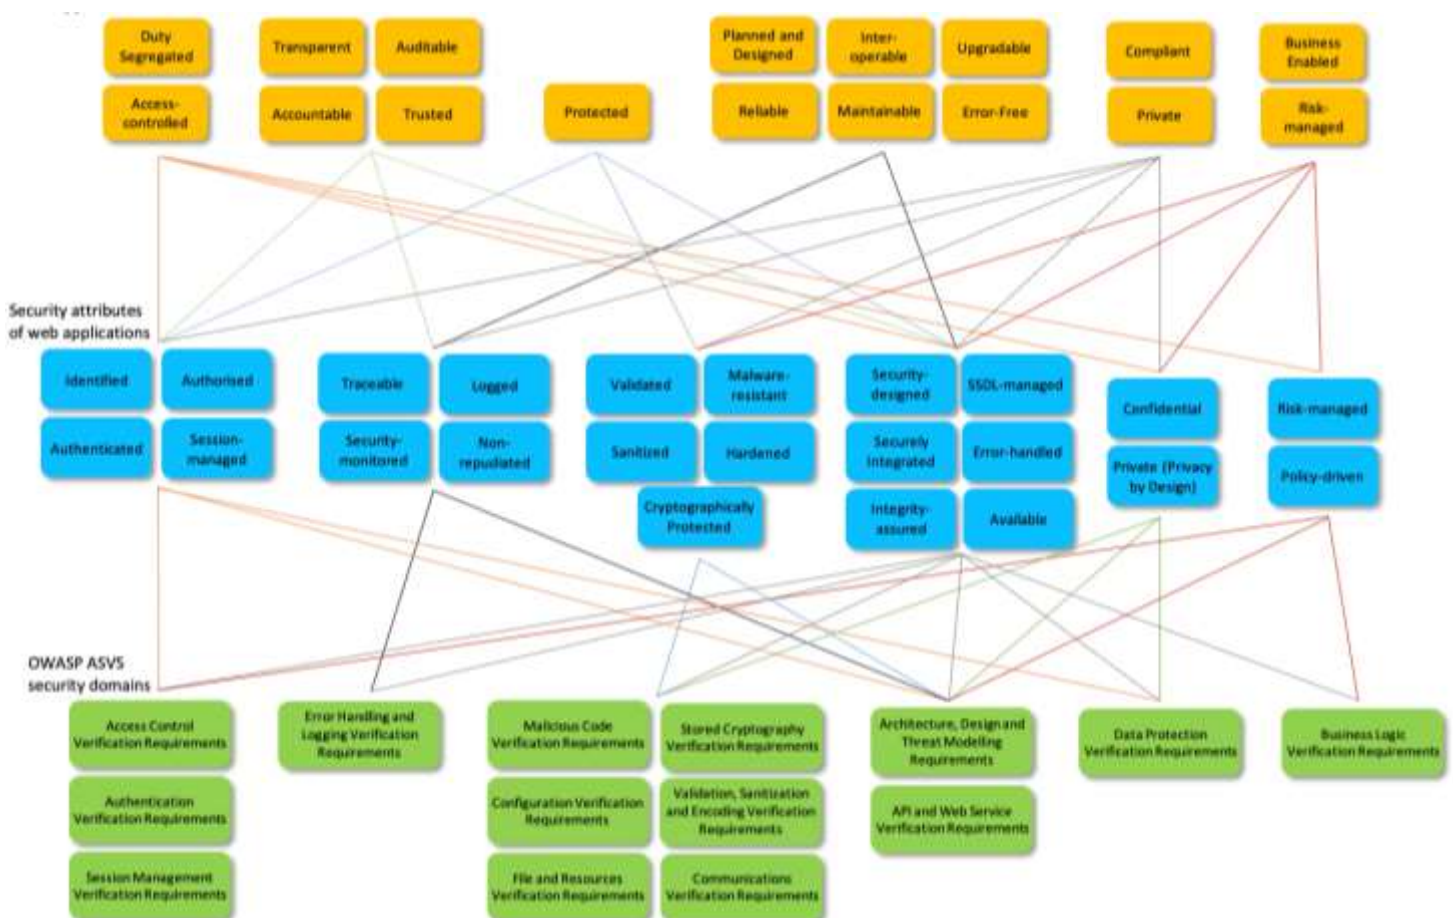 Duty
Segregated
Transparent
Auditable
Planned and
Designed
Inter-
operable
Upgradable
Compliant
Business
Enabled
Access-
controlled
Accountable
Trusted
Protected
Reliable
Maintainable
Error-Free
Private
Risk-
managed
Security attributes
of web applications
Identified
Authorised
Traceable
Logged
Validated
Malware-
resistant
Security-
designed
SSDL-managed
Confidential
Risk-managed
Authenticated
Session-
managed
Security-
monitored
Non-
repudiated
Sanitized
Hardened
Securely
Integrated
Error-handled
Private (Privacy
by Design)
Policy-driven
Cryptographically
Protected
Integrity-
assured
Available
OWASP ASVS
security domains
Access Control
Verification Requirements
Error Handling and
Logging Verification
Requirements
Malicious Code
Verification Requirements
Stored Cryptography
Verification Requirements
Architecture, Design and
Threat Modelling
Requirements
Data Protection
Verification Requirements
Business Logic
Verification Requirements
Authentication
Verification Requirements
Configuration Verification
Requirements
Validation, Sanitization
and Encoding Verification
Requirements
API and Web Service
Verification Requirements
Session Management
Verification Requirements
File and Resources
Verification Requirements
Communications
Verification Requirements